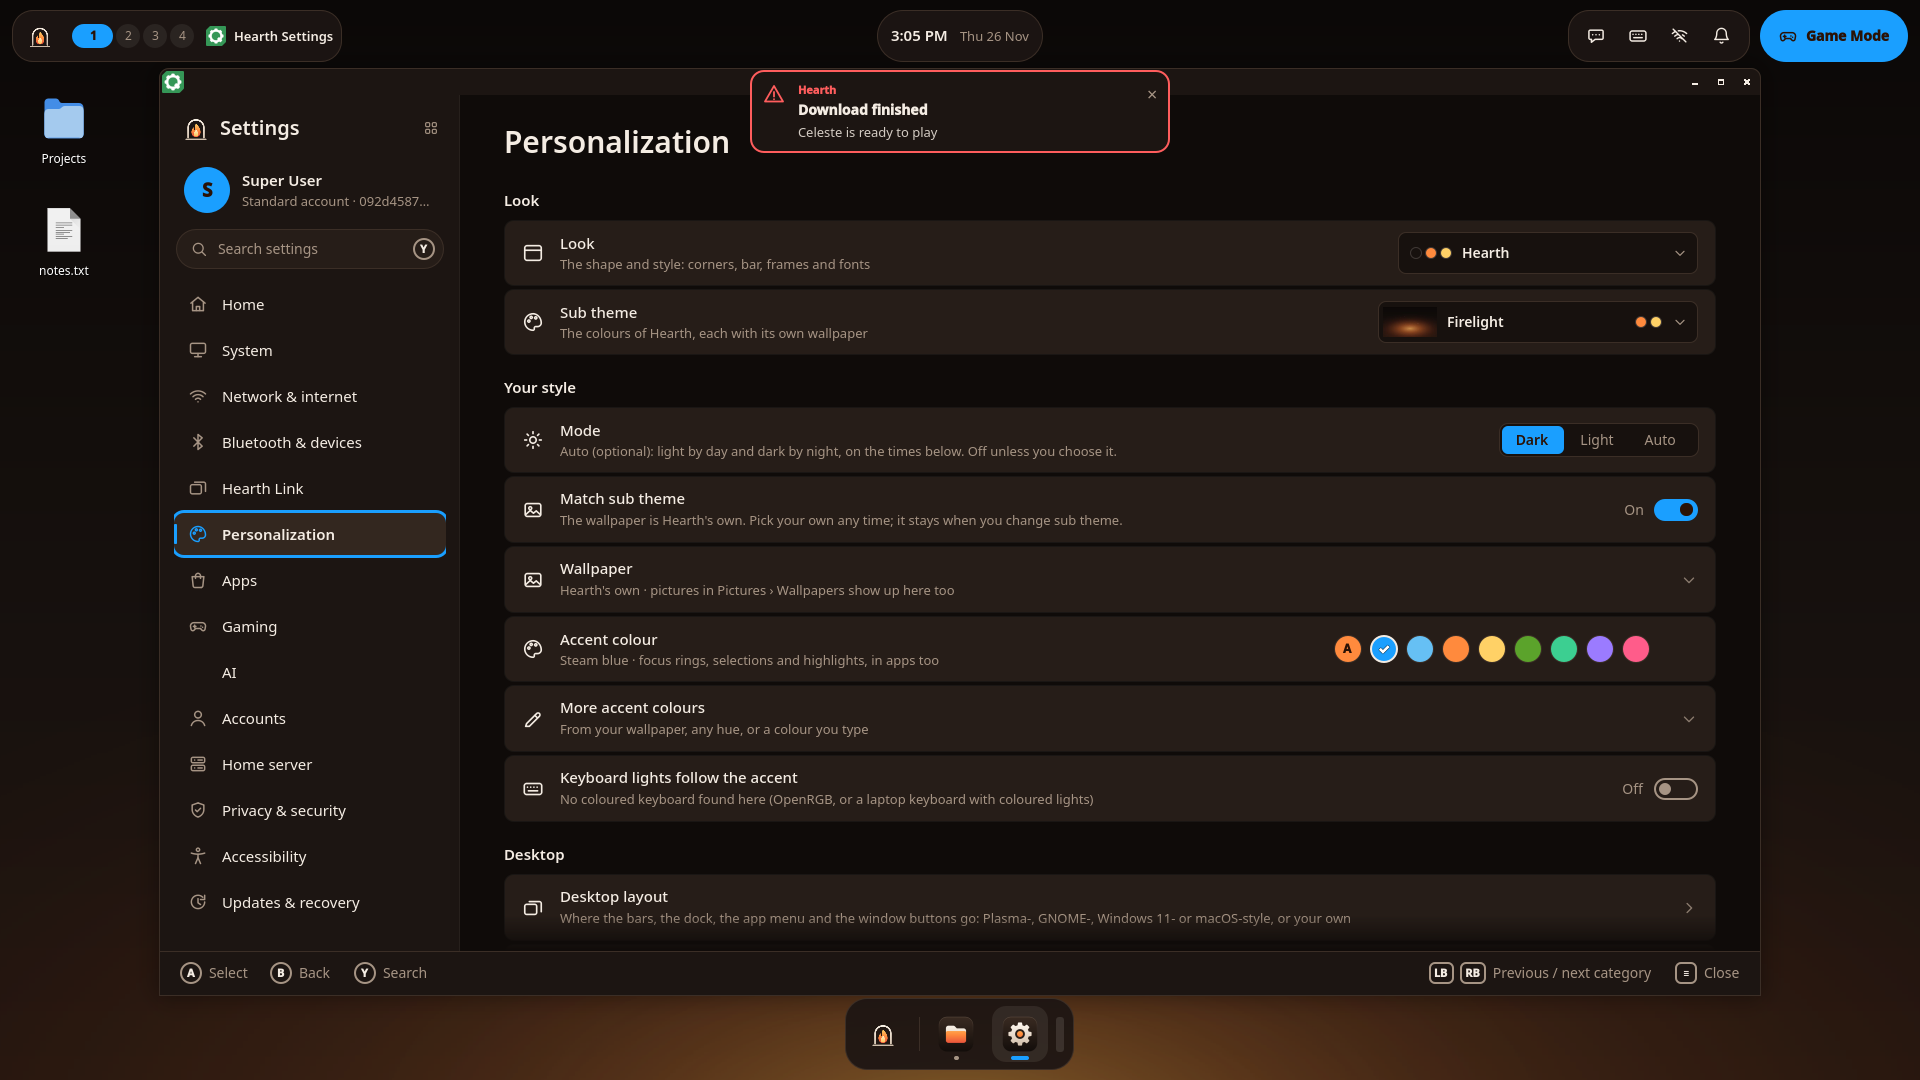 1 2 3 4 Hearth Settings
3:05 PM Thu 26 Nov
Game Mode
Projects
notes.txt
Hearth
Download finished
Celeste is ready to play
Settings
S
Super User
Standard account · 092d4587...
Search settings Y
Home
System
Network & internet
Bluetooth & devices
Hearth Link
Personalization
Apps
Gaming
AI
Accounts
Home server
Privacy & security
Accessibility
Updates & recovery
Personalization
Look
Look
The shape and style: corners, bar, frames and fonts
Hearth
Sub theme
The colours of Hearth, each with its own wallpaper
Firelight
Your style
Mode
Auto (optional): light by day and dark by night, on the times below. Off unless you choose it.
Dark Light Auto
Match sub theme
The wallpaper is Hearth's own. Pick your own any time; it stays when you change sub theme.
On
Wallpaper
Hearth's own · pictures in Pictures › Wallpapers show up here too
Accent colour
Steam blue · focus rings, selections and highlights, in apps too
A
More accent colours
From your wallpaper, any hue, or a colour you type
Keyboard lights follow the accent
No coloured keyboard found here (OpenRGB, or a laptop keyboard with coloured lights)
Off
Desktop
Desktop layout
Where the bars, the dock, the app menu and the window buttons go: Plasma-, GNOME-, Windows 11- or macOS-style, or your own
A Select B Back Y Search
LB RB Previous / next category ≡ Close